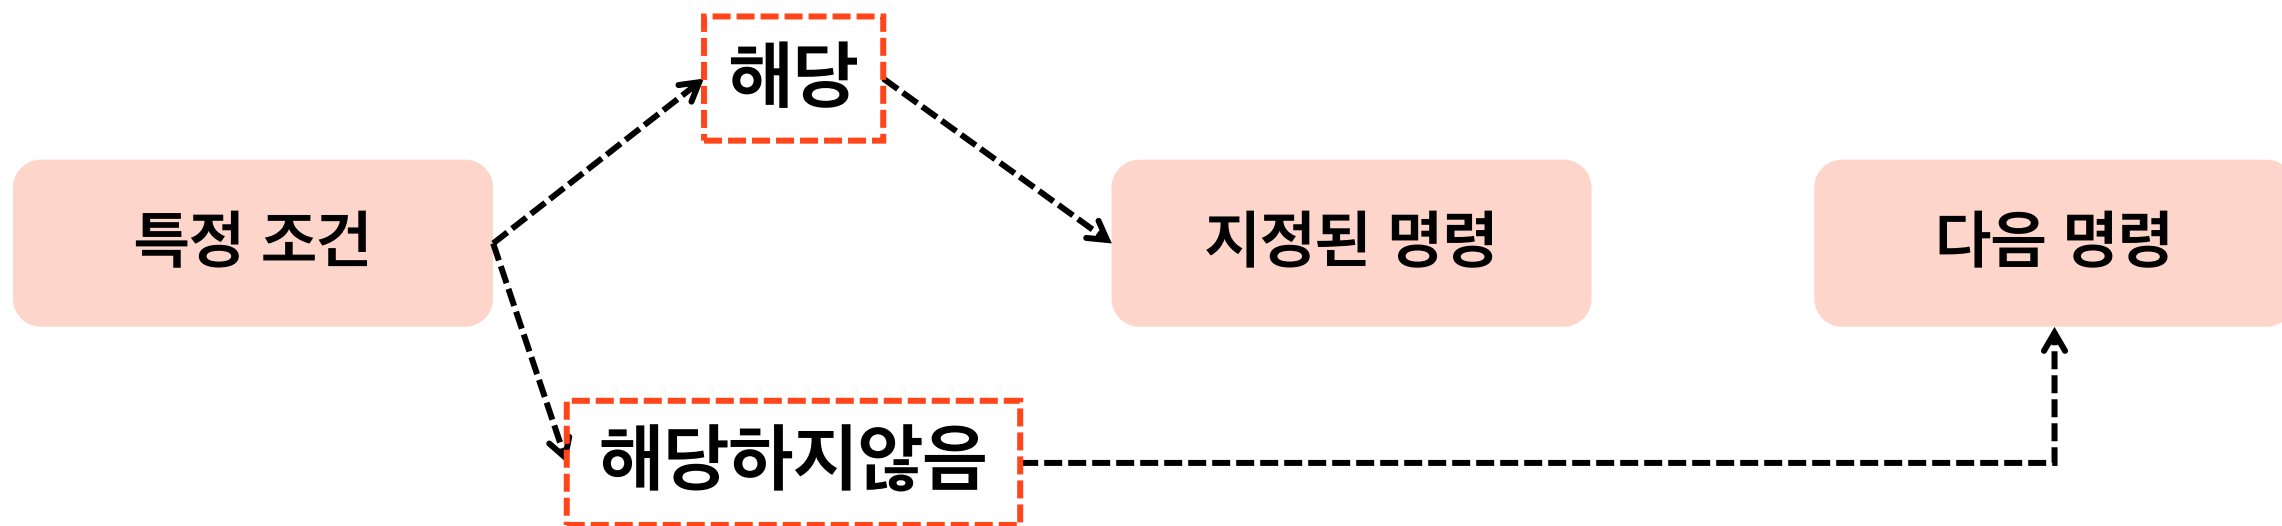 해당
특정 조건
지정된 명령
다음 명령
해당하지않음